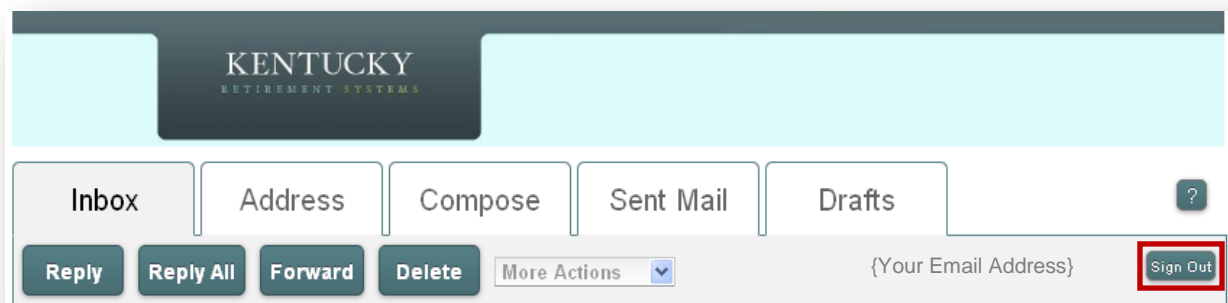 KENTUCKY
RETIREMENT SYSTEMS
Inbox Address Compose Sent Mail Drafts ?
Reply Reply All Forward Delete More Actions {Your Email Address} Sign Out